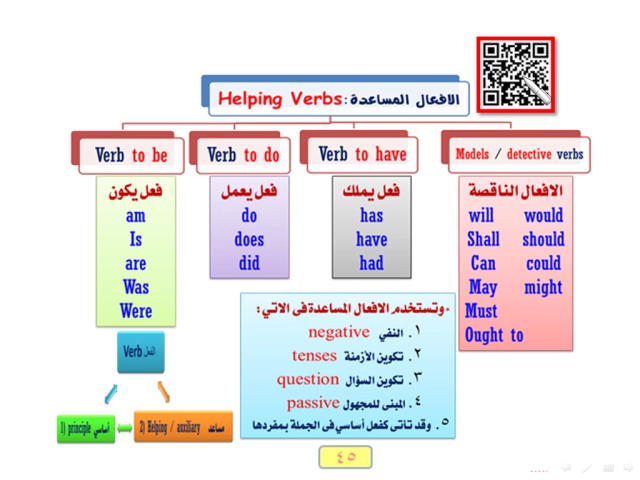 Helping Verbs: الافعال المساعدة
Verb to be
Verb to do
Verb to have
Models / detective verbs
فعل يكون
am
Is
are
Was
Were
فعل يعمل
do
does
did
فعل يملك
has
have
had
الافعال الناقصة
will would
Shall should
Can could
May might
Must
Ought to
•وتستخدم الافعال المساعدة فى الاتي:
١. النفي negative
٢. تكوين الأزمنة tenses
٣. تكوين السؤال question
٤. المبنى للمجهول passive
٥. وقد تاتى كفعل أساسي فى الجملة بمفردها
Verb الفعل
1) principle أساسي
2) Helping / auxiliary مساعد
٤٥